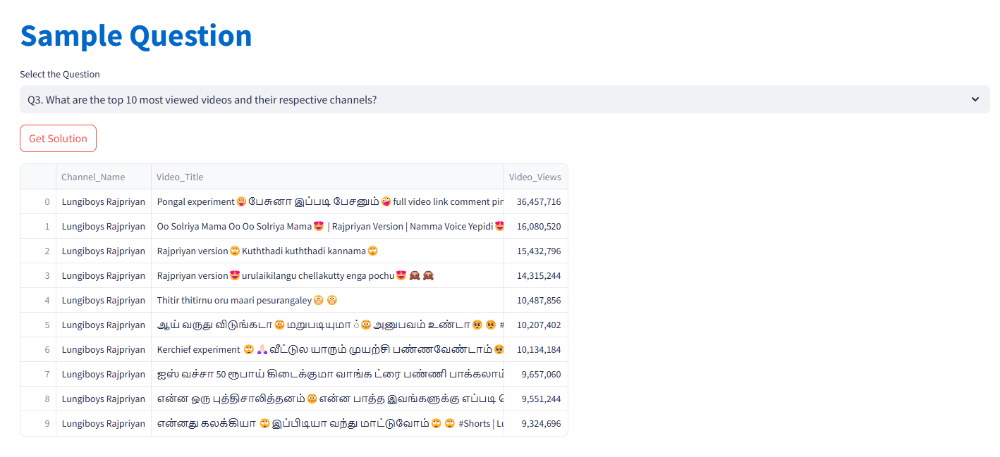 Sample Question
Select the Question
Q3. What are the top 10 most viewed videos and their respective channels?
Get Solution
Channel_Name Video_Title Video_Views
0 Lungiboys Rajpriyan Pongal experiment😜பேசுனா இப்படி பேசனும்🤪full video link comment pin 36,457,716
1 Lungiboys Rajpriyan Oo Solriya Mama Oo Oo Solriya Mama😍 | Rajpriyan Version | Namma Voice Yepidi😍 16,080,520
2 Lungiboys Rajpriyan Rajpriyan version🙄Kuththadi kuththadi kannama🙄 15,432,796
3 Lungiboys Rajpriyan Rajpriyan version😍urulaikilangu chellakutty enga pochu😍🙈🙈 14,315,244
4 Lungiboys Rajpriyan Thitir thitirnu oru maari pesurangaley😬😬 10,487,856
5 Lungiboys Rajpriyan ஆய் வருது விடுங்கடா😳மறுபடியுமா ்😳அனுபவம் உண்டா🥺🥺 # 10,207,402
6 Lungiboys Rajpriyan Kerchief experiment 🙄🙏🏻வீட்டுல யாரும் முயற்சி பண்ணவேண்டாம்🥺 10,134,184
7 Lungiboys Rajpriyan ஐஸ் வச்சா 50 ரூபாய் கிடைக்குமா வாங்க ட்ரை பண்ணி பாக்கலாம் 9,657,060
8 Lungiboys Rajpriyan என்ன ஒரு புத்திசாலித்தனம்😳என்ன பாத்த இவங்களுக்கு எப்படி 9,551,244
9 Lungiboys Rajpriyan என்னது கலக்கியா 🙄இப்பிடியா வந்து மாட்டுவோம்🙄🙄 #Shorts | Lu 9,324,696